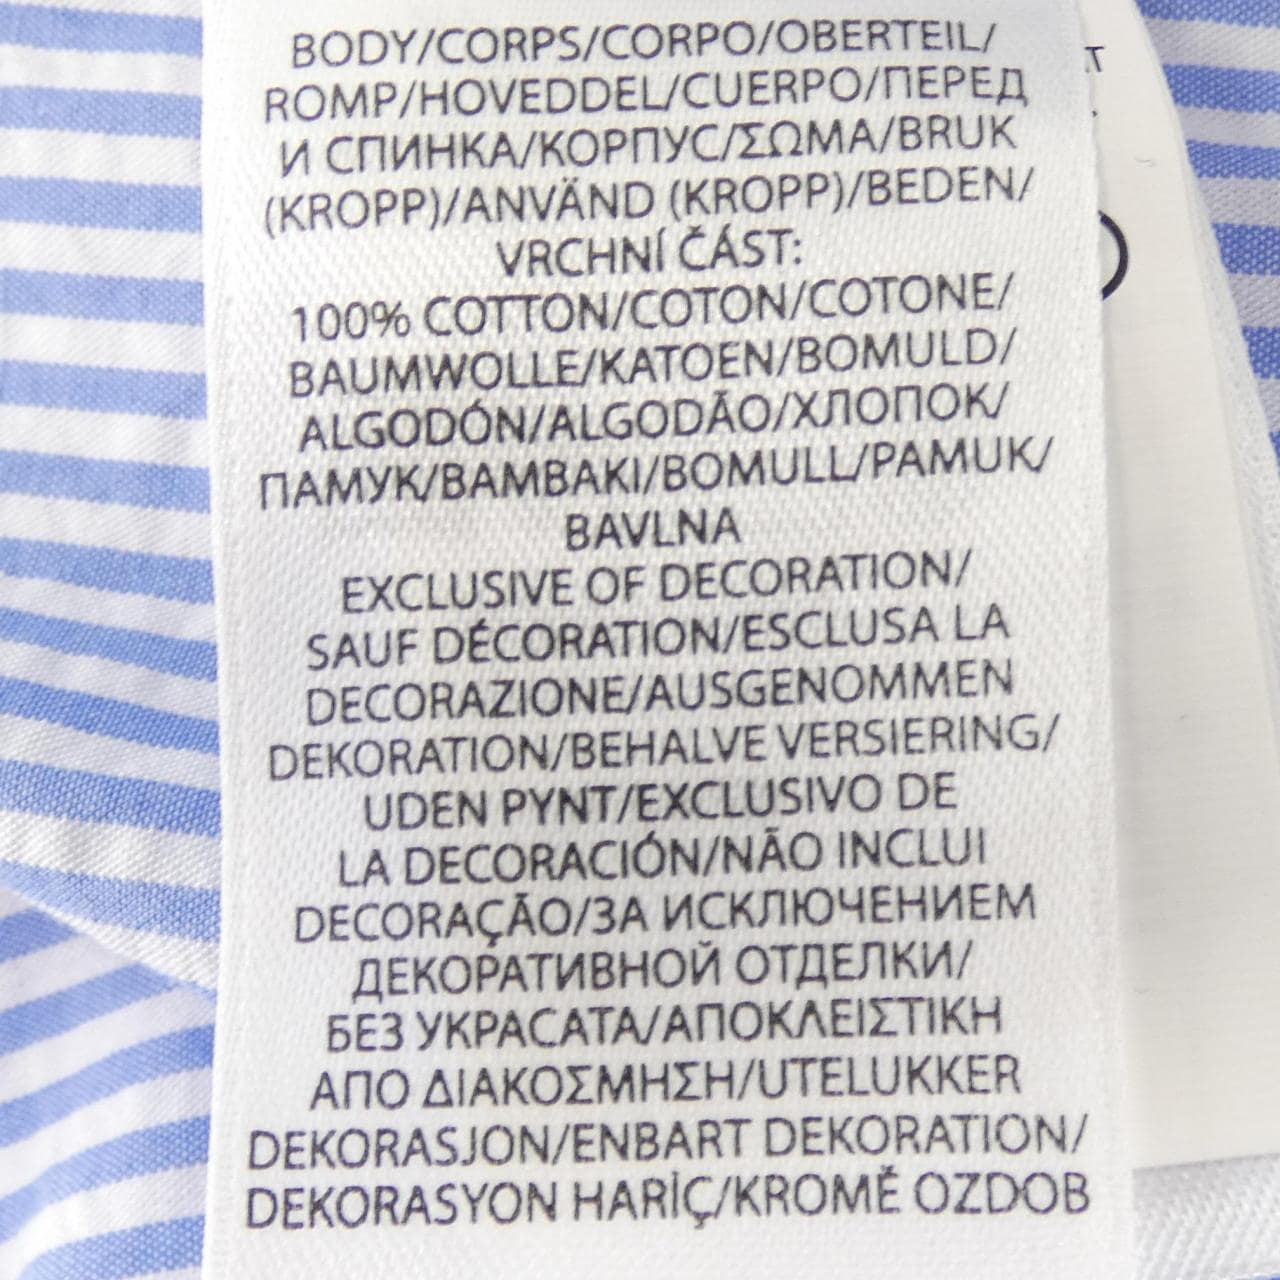 BODY/CORPS/CORPO/OBERTEIL/
ROMP/HOVEDDEL/CUERPO/ПЕРЕД
И СПИНКА/КОРПУС/ΣΩΜΑ/BRUK
(KROPP)/ANVÄND (KROPP)/BEDEN/
VRCHNÍ ČÁST:
100% COTTON/COTON/COTONE/
BAUMWOLLE/KATOEN/BOMULD/
ALGODÓN/ALGODÃO/ХЛОПОК/
ПАМУК/ΒΑΜΒΑΚΙ/BOMULL/PAMUK/
BAVLNA
EXCLUSIVE OF DECORATION/
SAUF DÉCORATION/ESCLUSA LA
DECORAZIONE/AUSGENOMMEN
DEKORATION/BEHALVE VERSIERING/
UDEN PYNT/EXCLUSIVO DE
LA DECORACIÓN/NÃO INCLUI
DECORAÇÃO/ЗА ИСКЛЮЧЕНИЕМ
ДЕКОРАТИВНОЙ ОТДЕЛКИ/
БЕЗ УКРАСАТА/ΑΠΟΚΛΕΙΣΤΙΚΗ
ΑΠΟ ΔΙΑΚΟΣΜΗΣΗ/UTELUKKER
DEKORASJON/ENBART DEKORATION/
DEKORASYON HARİÇ/KROMĚ OZDOB